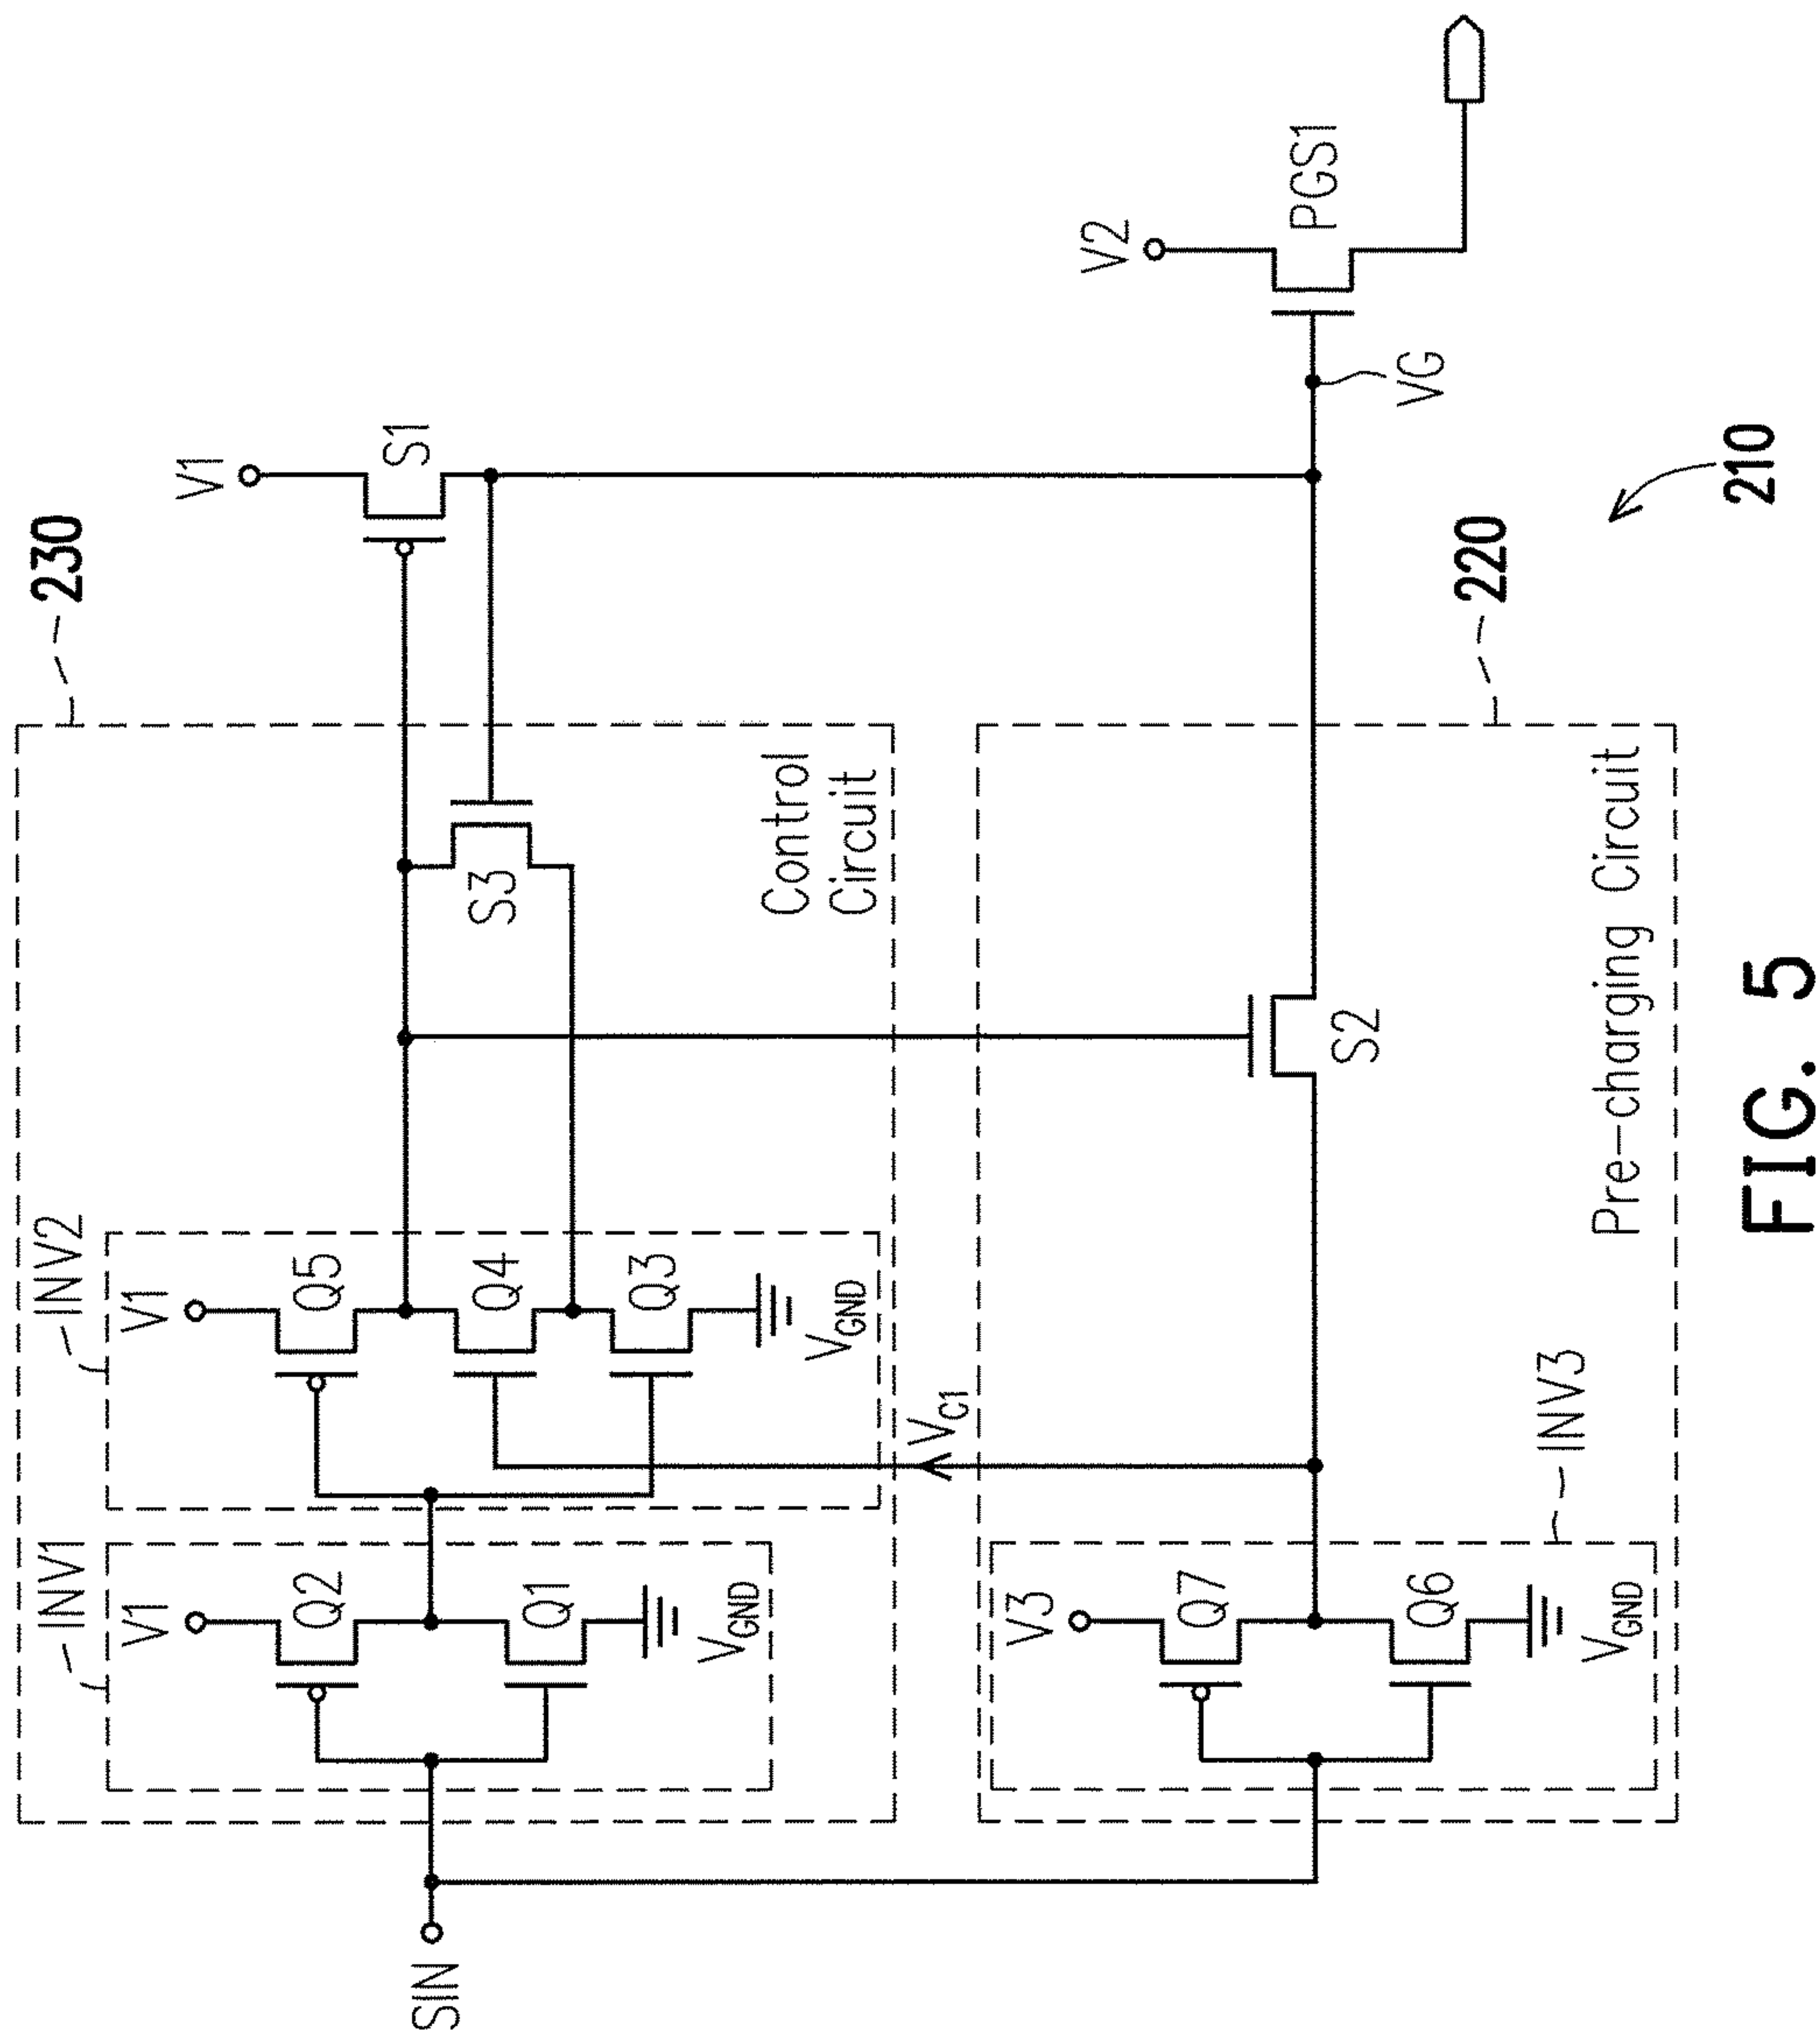 230
INV1
INV2
V1
V1
V1
Q2
Q5
S1
SIN
Q1
Q4
S3
Q3
VGND
VGND
Control
Circuit
VC1
V3
V2
Q7
S2
PGS1
VG
Q6
VGND
INV3
220
Pre-charging Circuit
210
FIG. 5